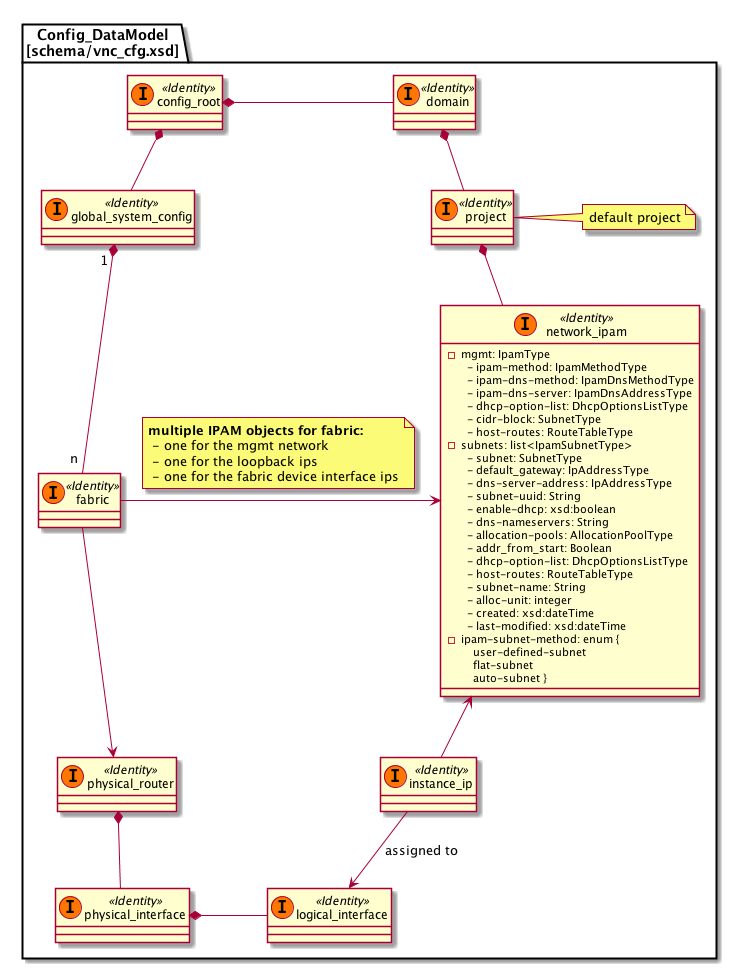 Config_DataModel
[schema/vnc_cfg.xsd]
I
«Identity»
config_root
I
«Identity»
domain
I
«Identity»
global_system_config
I
«Identity»
project
default project
1
I
«Identity»
network_ipam
mgmt: IpamType
- ipam-method: IpamMethodType
- ipam-dns-method: IpamDnsMethodType
- ipam-dns-server: IpamDnsAddressType
- dhcp-option-list: DhcpOptionsListType
- cidr-block: SubnetType
- host-routes: RouteTableType
subnets: list<IpamSubnetType>
- subnet: SubnetType
- default_gateway: IpAddressType
- dns-server-address: IpAddressType
- subnet-uuid: String
- enable-dhcp: xsd:boolean
- dns-nameservers: String
- allocation-pools: AllocationPoolType
- addr_from_start: Boolean
- dhcp-option-list: DhcpOptionsListType
- host-routes: RouteTableType
- subnet-name: String
- alloc-unit: integer
- created: xsd:dateTime
- last-modified: xsd:dateTime
ipam-subnet-method: enum {
user-defined-subnet
flat-subnet
auto-subnet }
multiple IPAM objects for fabric:
- one for the mgmt network
- one for the loopback ips
- one for the fabric device interface ips
n
I
«Identity»
fabric
I
«Identity»
physical_router
I
«Identity»
instance_ip
assigned to
I
«Identity»
physical_interface
I
«Identity»
logical_interface